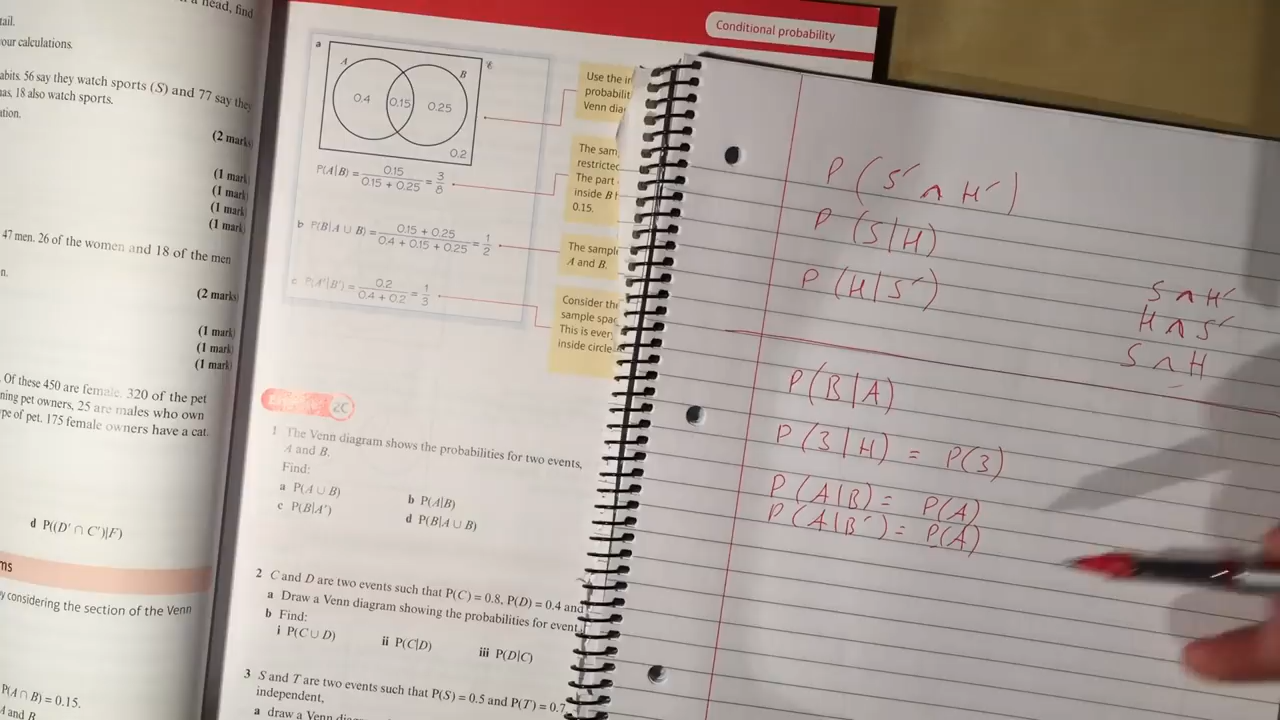 a head, find
tail.
our calculations.
abits. 56 say they watch sports (S) and 77 say they
as, 18 also watch sports.
ation.
(2 marks)
(1 mark)
(1 mark)
(1 mark)
(1 mark)
47 men. 26 of the women and 18 of the men
n.
(2 marks)
(1 mark)
(1 mark)
(1 mark)
Of these 450 are female. 320 of the pet
ning pet owners, 25 are males who own
pe of pet. 175 female owners have a cat.
d P((D′ ∩ C′)|F)
ms
y considering the section of the Venn
P(A ∩ B) = 0.15.
A and B.
Conditional probability
a
A
B
ℰ
0.4
0.15
0.25
0.2
P(A|B) = 0.15/(0.15 + 0.25) = 3/8
b P(B|A ∪ B) = (0.15 + 0.25)/(0.4 + 0.15 + 0.25) = 1/2
c P(A′|B′) = 0.2/(0.4 + 0.2) = 1/3
Use the
probabilit
Venn dia
The sam
restricted
The part
inside B
0.15.
The sampl
A and B.
Consider the
sample spac
This is every
inside circle
Exercise 2C
1 The Venn diagram shows the probabilities for two events,
A and B.
Find:
a P(A ∪ B)
b P(A|B)
c P(B|A′)
d P(B|A ∪ B)
2 C and D are two events such that P(C) = 0.8, P(D) = 0.4 and
a Draw a Venn diagram showing the probabilities for event
b Find:
i P(C ∪ D)
ii P(C|D)
iii P(D|C)
3 S and T are two events such that P(S) = 0.5 and P(T) = 0.7
independent,
a draw a Venn
P(S′ ∩ H′)
P(S|H)
P(H|S′)
S ∩ H′
H ∩ S′
S ∩ H
P(B|A)
P(3|H) = P(3)
P(A|B) = P(A)
P(A|B′) = P(A)